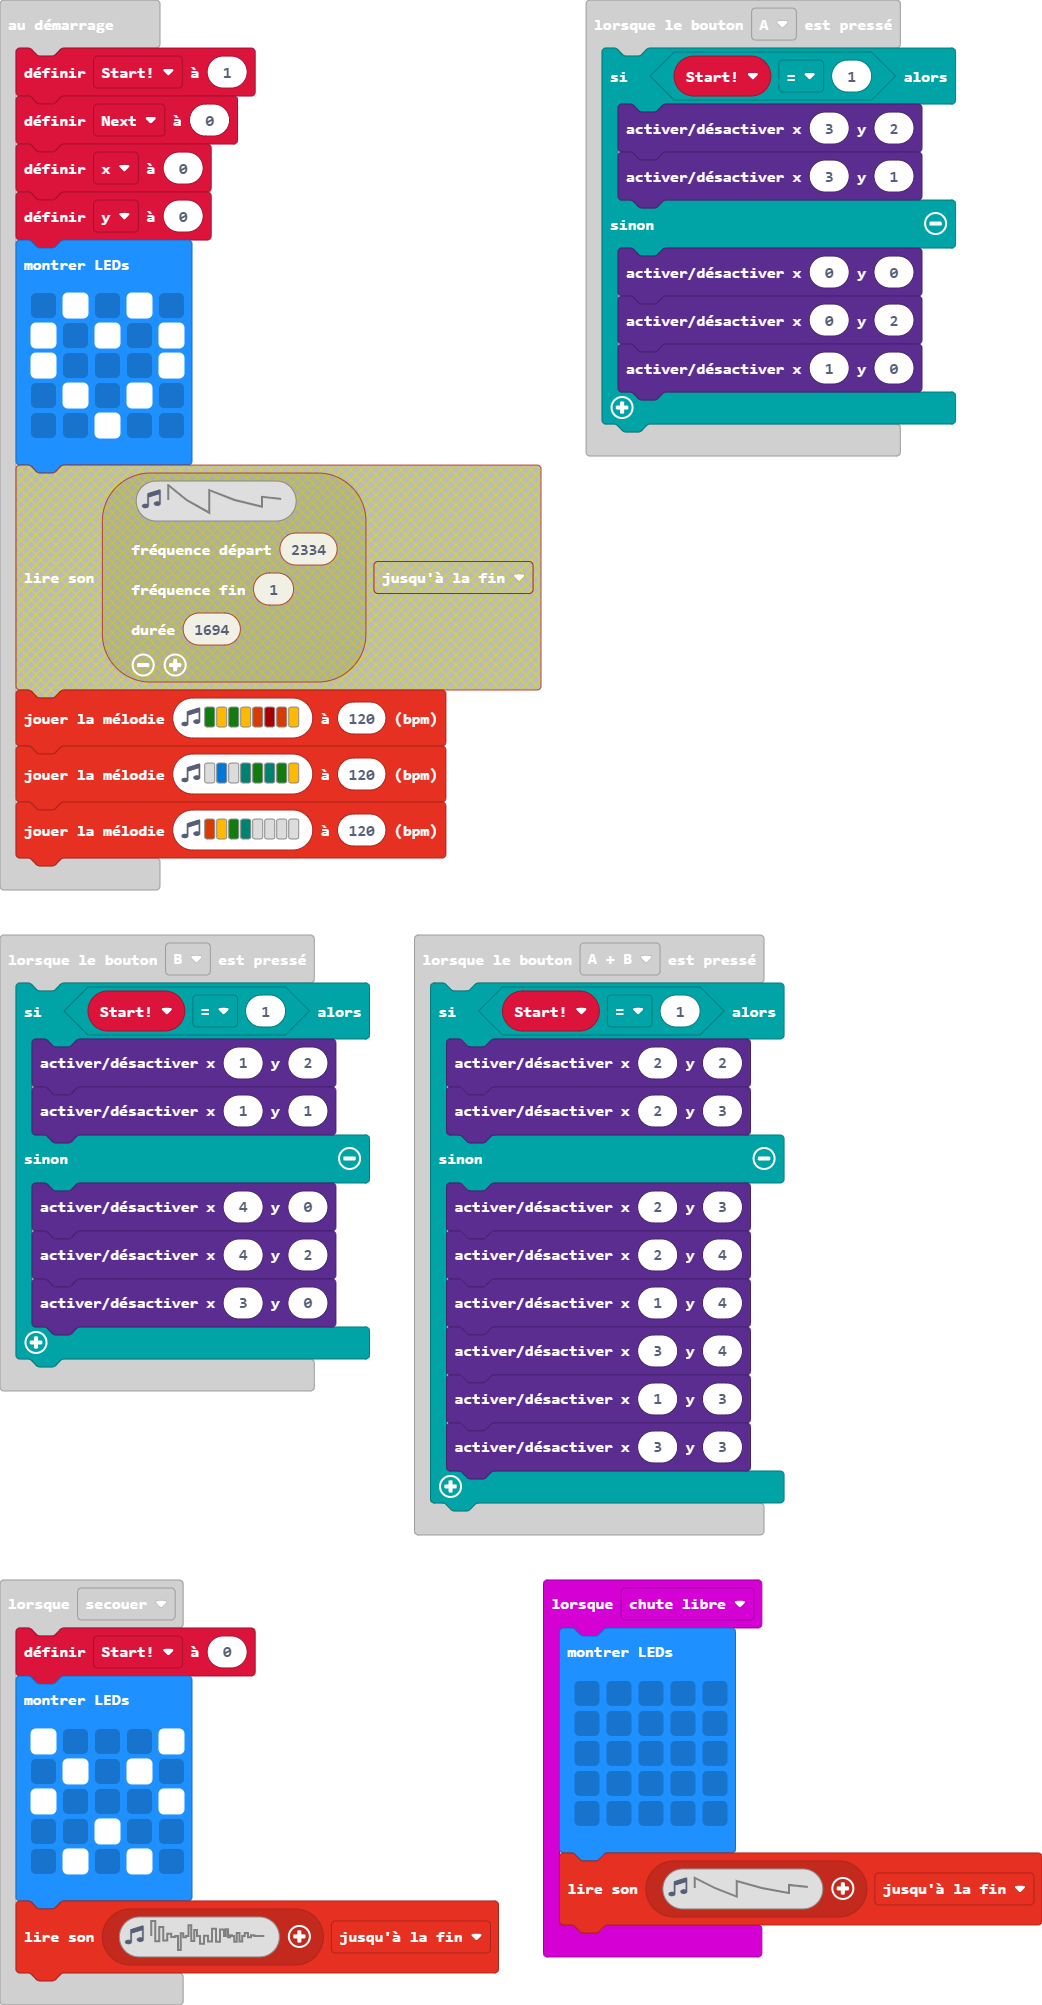 au démarrage
définir Start! à 1
définir Next à 0
définir x à 0
définir y à 0
montrer LEDs
lire son
fréquence départ 2334
fréquence fin 1
durée 1694
jusqu'à la fin
jouer la mélodie à 120 (bpm)
jouer la mélodie à 120 (bpm)
jouer la mélodie à 120 (bpm)
lorsque le bouton A est pressé
si Start! = 1 alors
activer/désactiver x 3 y 2
activer/désactiver x 3 y 1
sinon
activer/désactiver x 0 y 0
activer/désactiver x 0 y 2
activer/désactiver x 1 y 0
lorsque le bouton B est pressé
si Start! = 1 alors
activer/désactiver x 1 y 2
activer/désactiver x 1 y 1
sinon
activer/désactiver x 4 y 0
activer/désactiver x 4 y 2
activer/désactiver x 3 y 0
lorsque le bouton A + B est pressé
si Start! = 1 alors
activer/désactiver x 2 y 2
activer/désactiver x 2 y 3
sinon
activer/désactiver x 2 y 3
activer/désactiver x 2 y 4
activer/désactiver x 1 y 4
activer/désactiver x 3 y 4
activer/désactiver x 1 y 3
activer/désactiver x 3 y 3
lorsque secouer
définir Start! à 0
montrer LEDs
lire son jusqu'à la fin
lorsque chute libre
montrer LEDs
lire son jusqu'à la fin